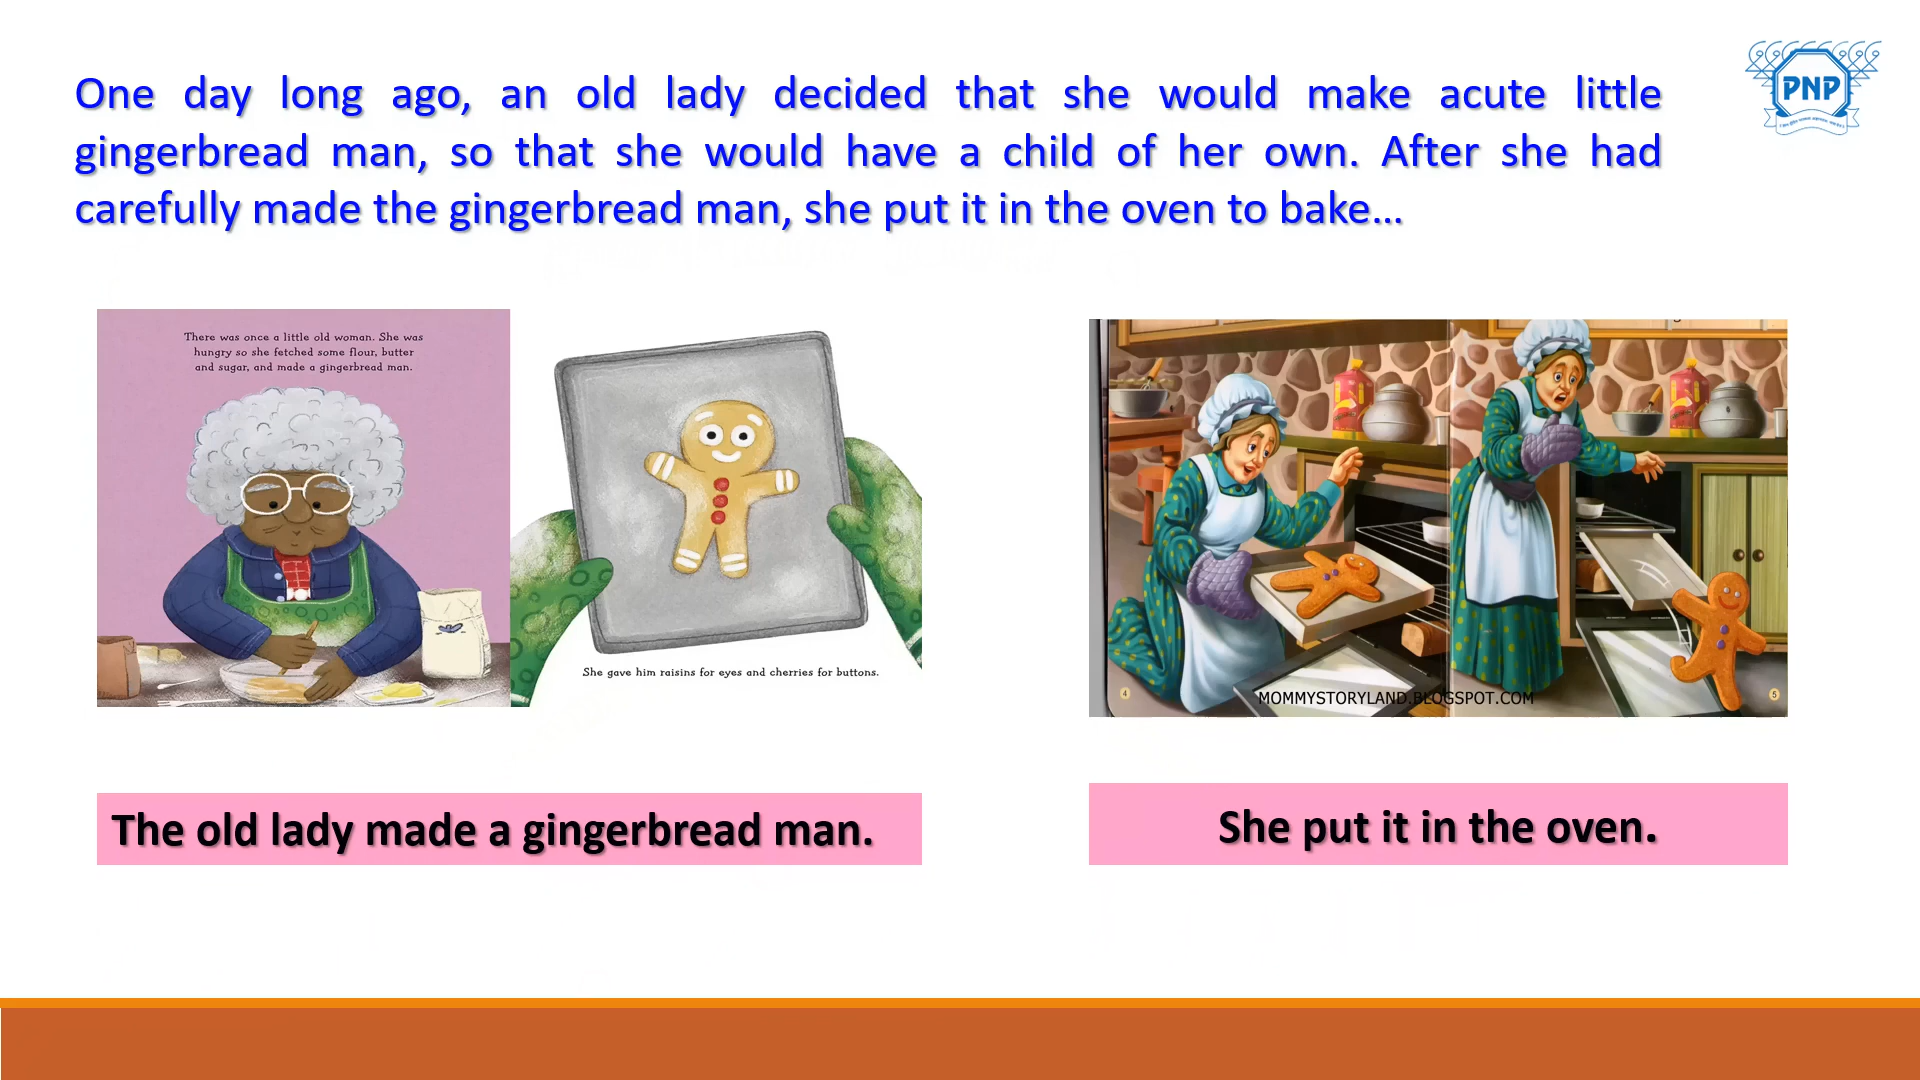 One day long ago, an old lady decided that she would make acute little
gingerbread man, so that she would have a child of her own. After she had
carefully made the gingerbread man, she put it in the oven to bake...
PNP
There was once a little old woman. She was
hungry so she fetched some flour, butter
and sugar, and made a gingerbread man.
She gave him raisins for eyes and cherries for buttons.
4
MOMMYSTORYLAND.BLOGSPOT.COM
5
The old lady made a gingerbread man.
She put it in the oven.